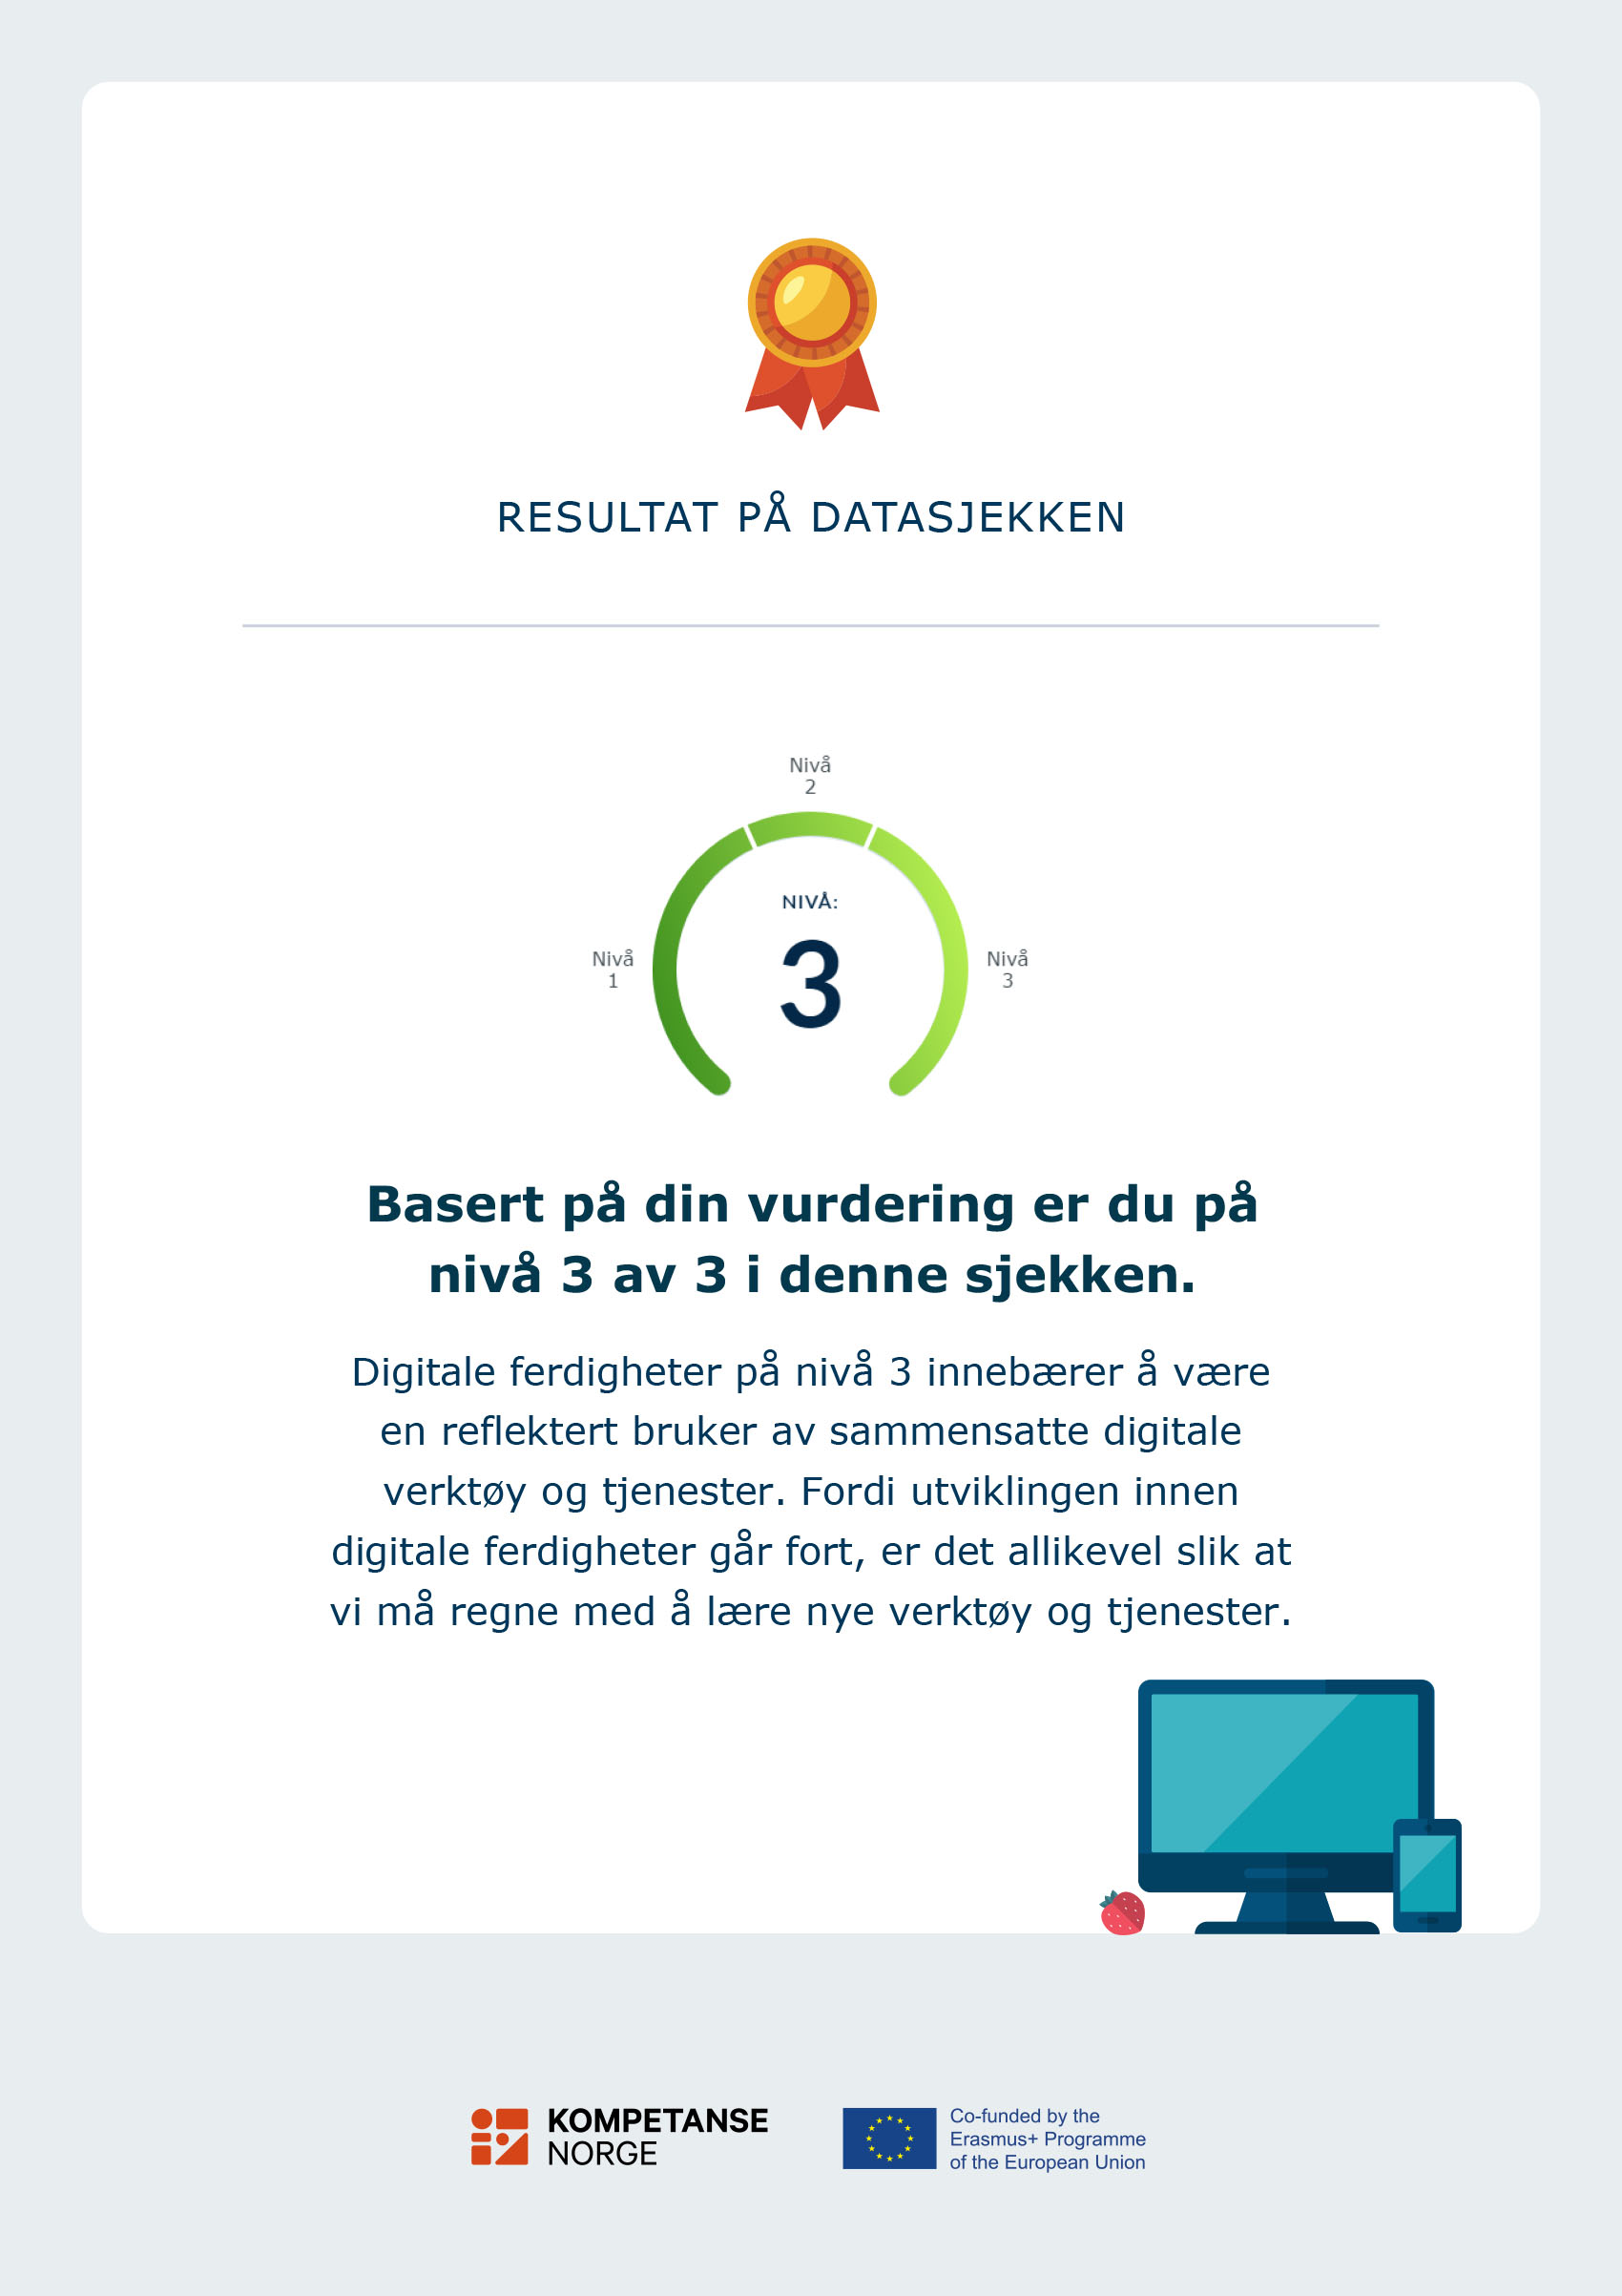 RESULTAT PÅ DATASJEKKEN
Nivå
2
NIVÅ:
3
Nivå
1
Nivå
3
Basert på din vurdering er du på
nivå 3 av 3 i denne sjekken.
Digitale ferdigheter på nivå 3 innebærer å være
en reflektert bruker av sammensatte digitale
verktøy og tjenester. Fordi utviklingen innen
digitale ferdigheter går fort, er det allikevel slik at
vi må regne med å lære nye verktøy og tjenester.
KOMPETANSE
NORGE
Co-funded by the
Erasmus+ Programme
of the European Union